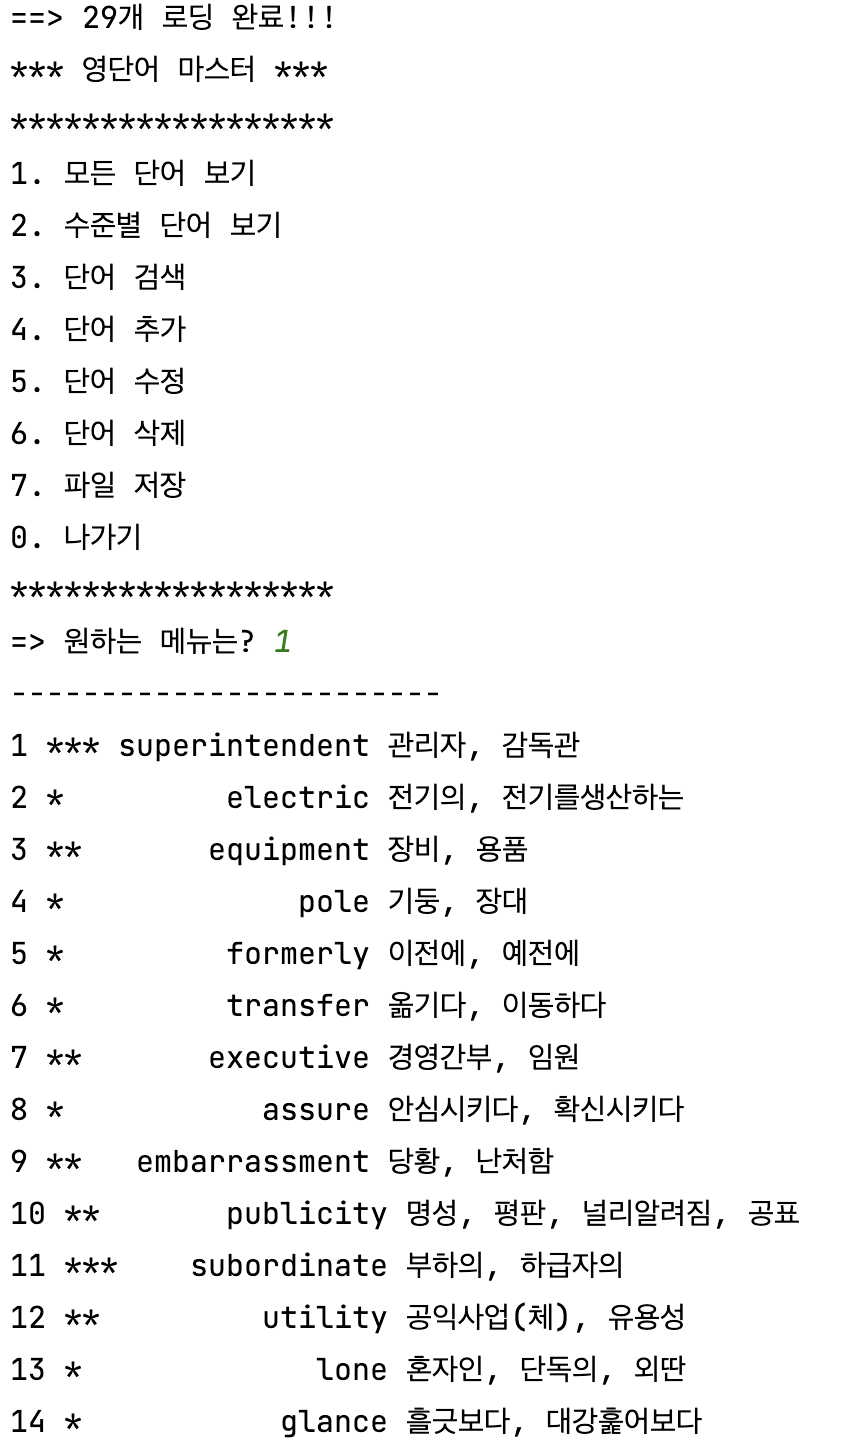 ==> 29개 로딩 완료!!!
*** 영단어 마스터 ***
******************
1. 모든 단어 보기
2. 수준별 단어 보기
3. 단어 검색
4. 단어 추가
5. 단어 수정
6. 단어 삭제
7. 파일 저장
0. 나가기
******************
=> 원하는 메뉴는? 1
------------------------
1 *** superintendent 관리자, 감독관
2 *         electric 전기의, 전기를생산하는
3 **       equipment 장비, 용품
4 *             pole 기둥, 장대
5 *         formerly 이전에, 예전에
6 *         transfer 옮기다, 이동하다
7 **       executive 경영간부, 임원
8 *           assure 안심시키다, 확신시키다
9 **   embarrassment 당황, 난처함
10 **       publicity 명성, 평판, 널리알려짐, 공표
11 ***    subordinate 부하의, 하급자의
12 **         utility 공익사업(체), 유용성
13 *             lone 혼자인, 단독의, 외딴
14 *           glance 흘긋보다, 대강훑어보다